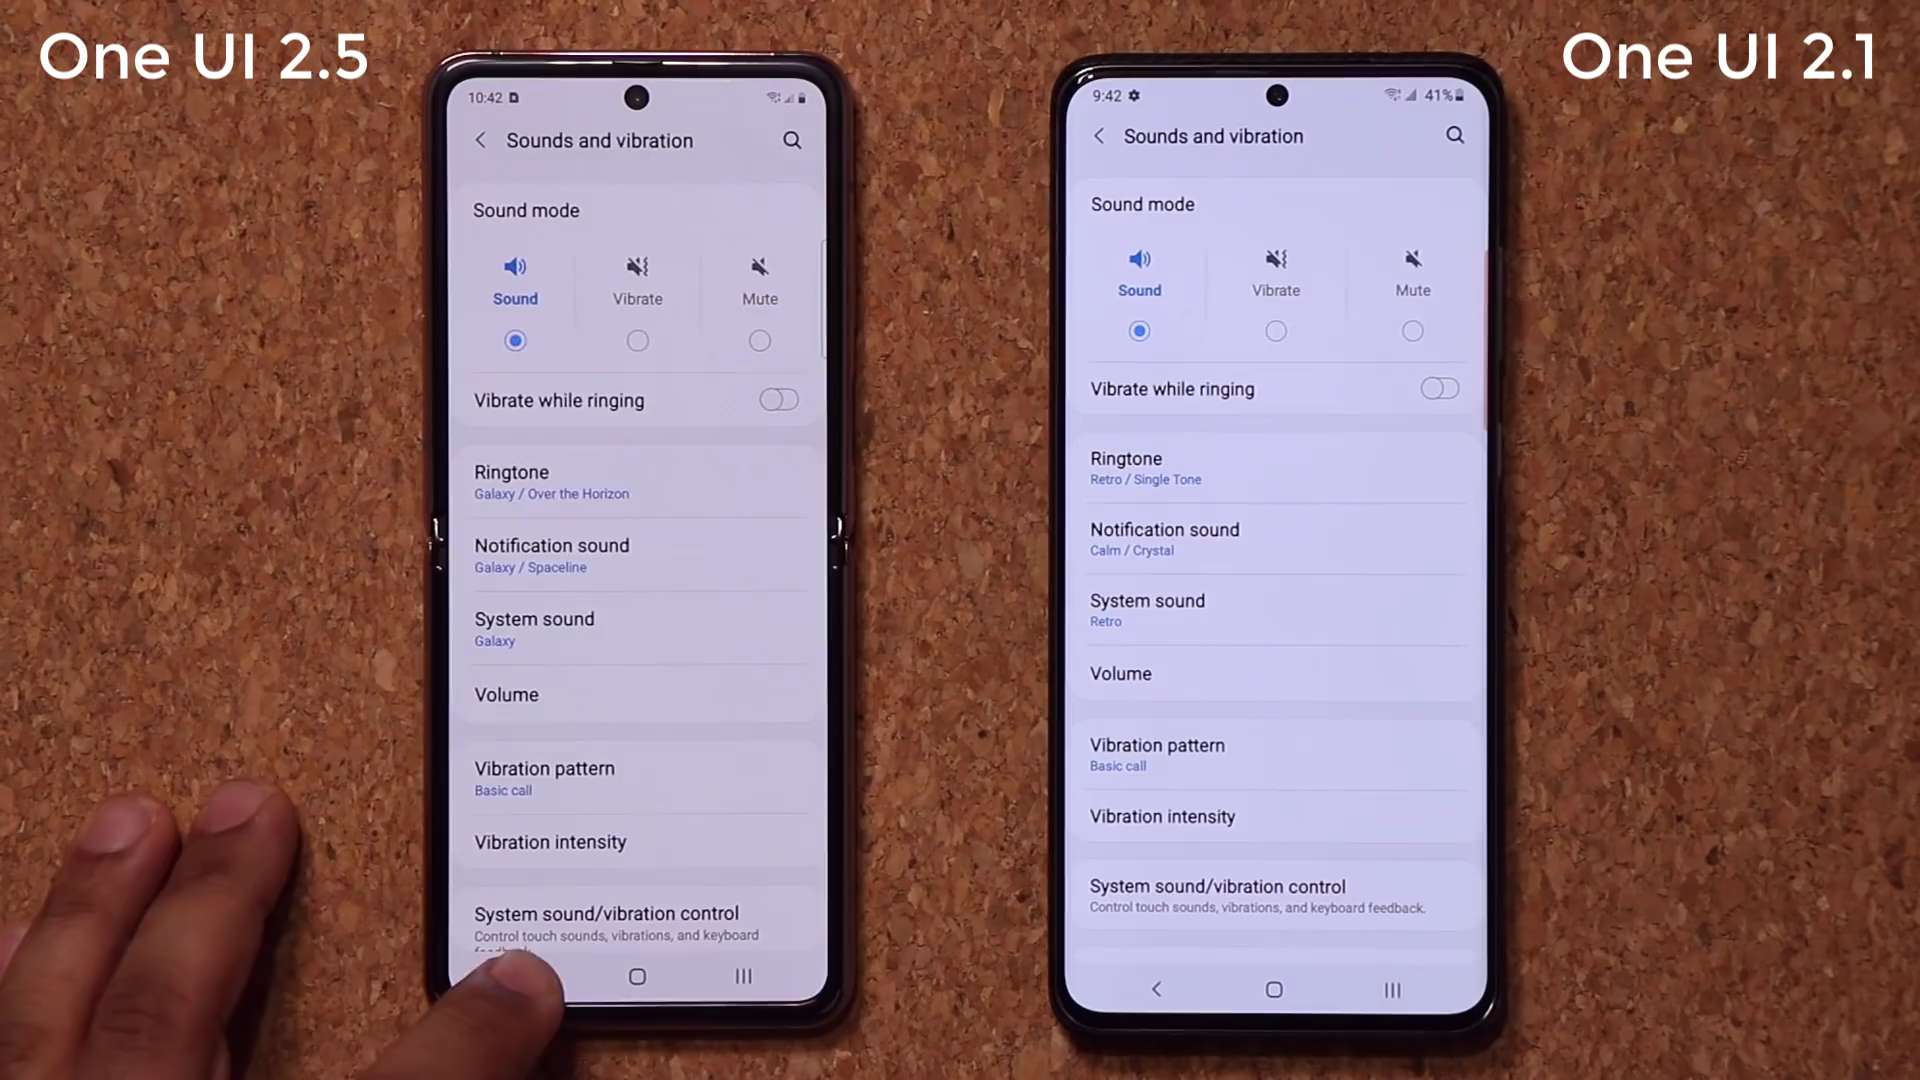 One UI 2.5
One UI 2.1
10:42
Sounds and vibration
Sound mode
Sound
Vibrate
Mute
Vibrate while ringing
Ringtone
Galaxy / Over the Horizon
Notification sound
Galaxy / Spaceline
System sound
Galaxy
Volume
Vibration pattern
Basic call
Vibration intensity
System sound/vibration control
Control touch sounds, vibrations, and keyboard
9:42
41%
Sounds and vibration
Sound mode
Sound
Vibrate
Mute
Vibrate while ringing
Ringtone
Retro / Single Tone
Notification sound
Calm / Crystal
System sound
Retro
Volume
Vibration pattern
Basic call
Vibration intensity
System sound/vibration control
Control touch sounds, vibrations, and keyboard feedback.